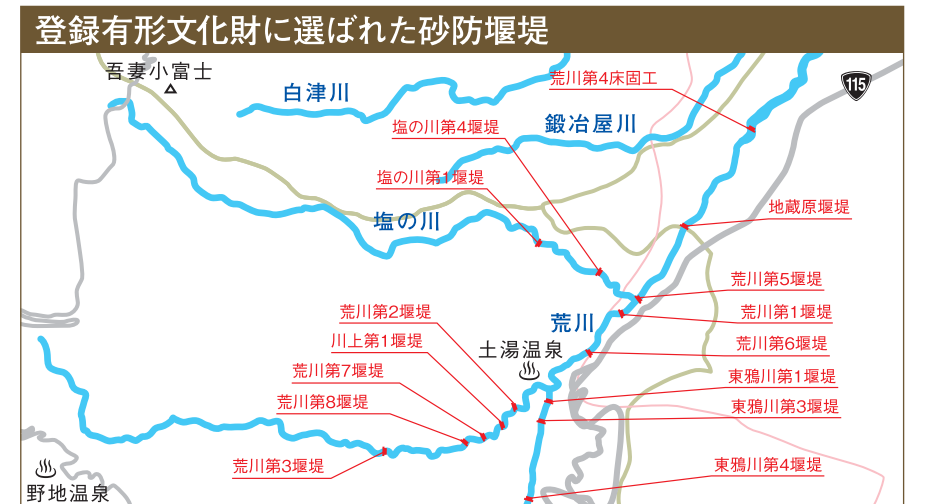 登録有形文化財に選ばれた砂防堰堤
吾妻小富士
白津川
荒川第4床固工
115
鍛冶屋川
塩の川第4堰堤
塩の川第1堰堤
地蔵原堰堤
塩の川
荒川第5堰堤
荒川第2堰堤
荒川
荒川第1堰堤
川上第1堰堤
土湯温泉
荒川第6堰堤
荒川第7堰堤
東鴉川第1堰堤
荒川第8堰堤
東鴉川第3堰堤
荒川第3堰堤
東鴉川第4堰堤
野地温泉